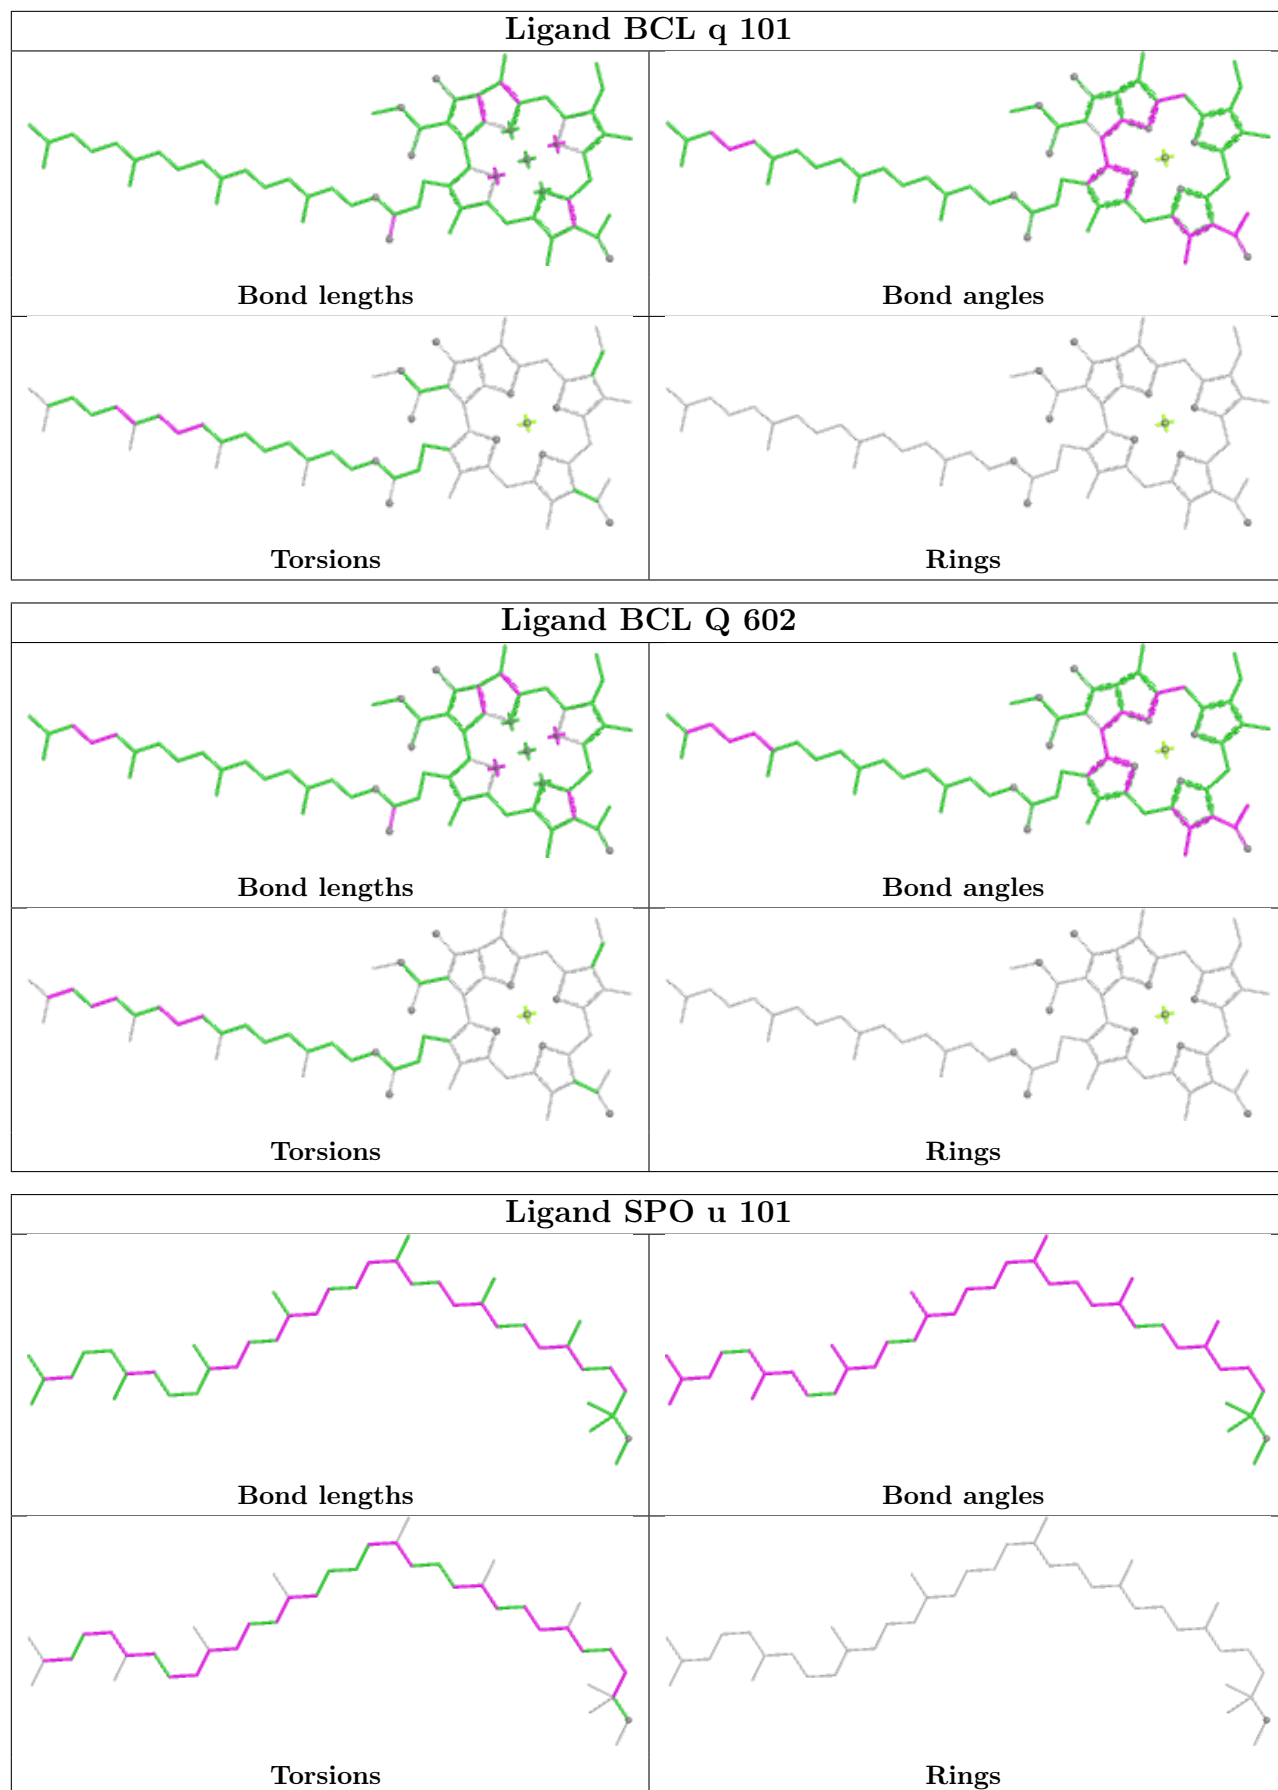 Ligand BCL q 101
Bond lengths
Bond angles
Torsions
Rings
Ligand BCL Q 602
Bond lengths
Bond angles
Torsions
Rings
Ligand SPO u 101
Bond lengths
Bond angles
Torsions
Rings